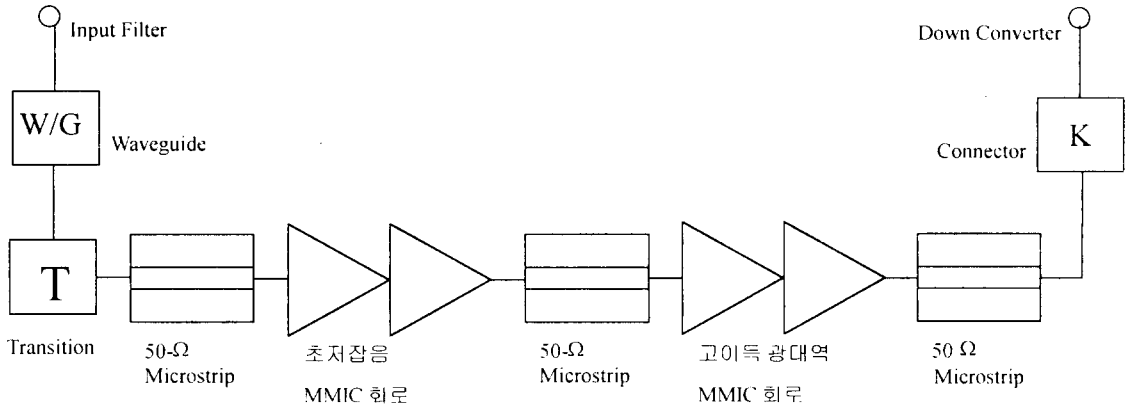 Input Filter
Down Converter
W/G
Waveguide
K
Connector
T
Transition
50-Ω
Microstrip
초저잡음
MMIC 회로
50-Ω
Microstrip
고이득 광대역
MMIC 회로
50 Ω
Microstrip